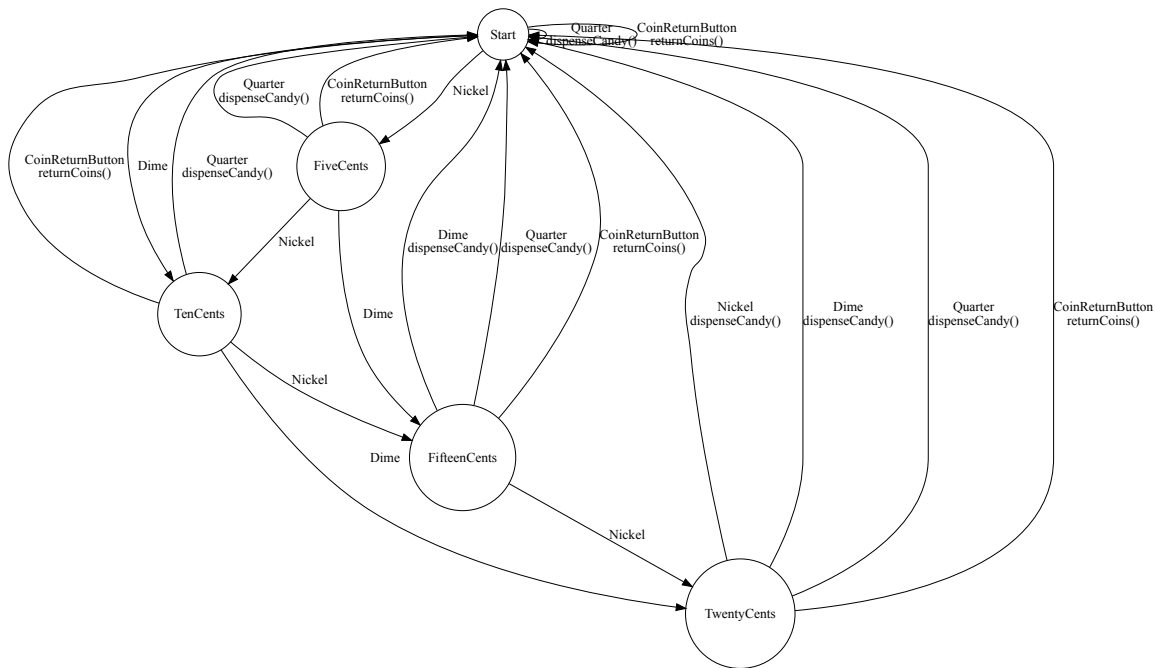 Start
Quarter
dispenseCandy()
CoinReturnButton
returnCoins()
Quarter
dispenseCandy()
CoinReturnButton
returnCoins()
Nickel
CoinReturnButton
returnCoins()
Dime
Quarter
dispenseCandy()
FiveCents
Nickel
Dime
dispenseCandy()
Quarter
dispenseCandy()
CoinReturnButton
returnCoins()
TenCents
Dime
Nickel
dispenseCandy()
Dime
dispenseCandy()
Quarter
dispenseCandy()
CoinReturnButton
returnCoins()
Nickel
Dime
FifteenCents
Nickel
TwentyCents